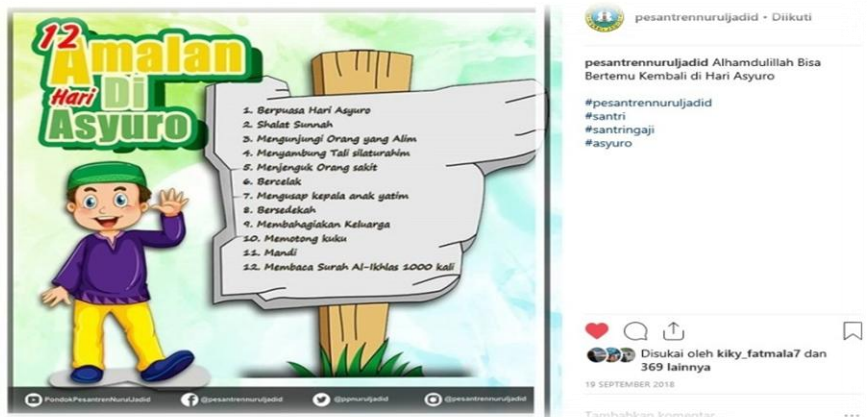 12
Amalan
Hari Di
Asyuro
1. Berpuasa Hari Asyuro
2. Shalat Sunnah
3. Mengunjungi Orang yang Alim
4. Menyambung Tali silaturahim
5. Menjenguk Orang sakit
6. Bercelak
7. Mengusap kepala anak yatim
8. Bersedekah
9. Membahagiakan Keluarga
10. Memotong kuku
11. Mandi
12. Membaca Surah Al-Ikhlas 1000 kali
PondokPesantrenNurulJadid @pesantrennuruljadid @ppnuruljadid @pesantrennuruljadid
pesantrennuruljadid • Diikuti
pesantrennuruljadid Alhamdulillah Bisa
Bertemu Kembali di Hari Asyuro
#pesantrennuruljadid
#santri
#santringaji
#asyuro
Disukai oleh kiky_fatmala7 dan
369 lainnya
19 SEPTEMBER 2018
Tambahkan komentar